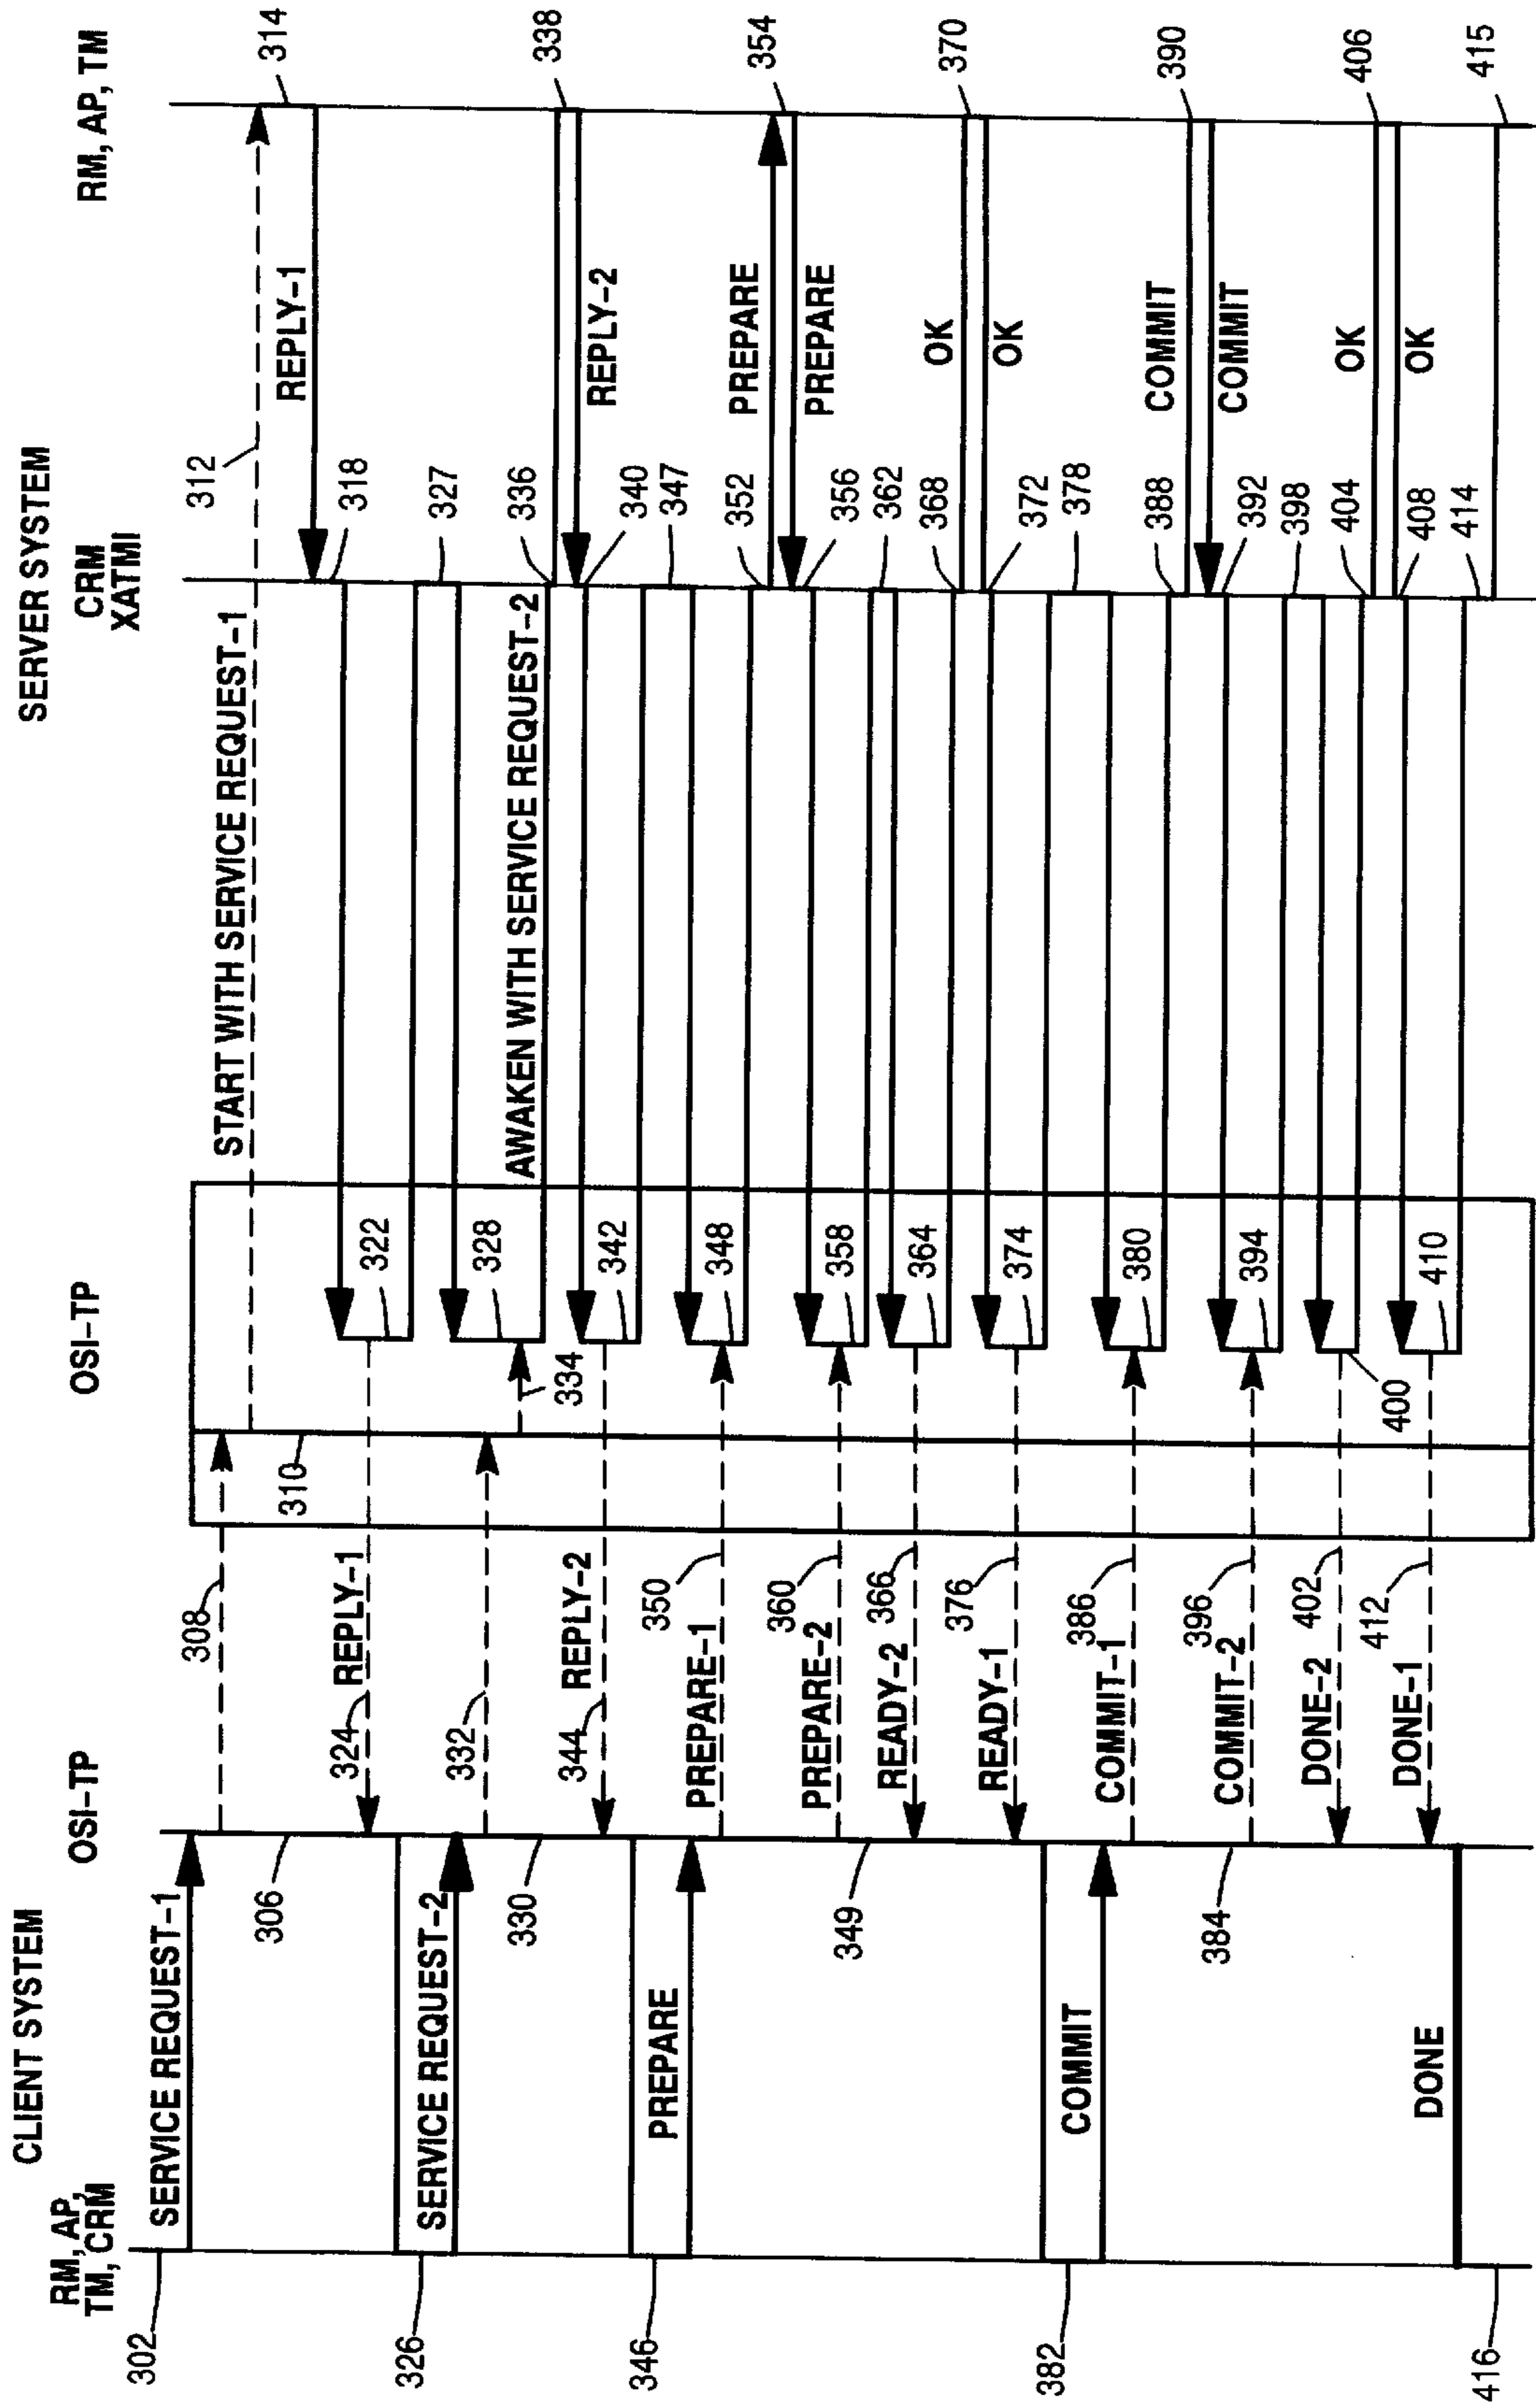 CLIENT SYSTEM
SERVER SYSTEM
RM, AP,
TM, CRM
OSI-TP
OSI-TP
CRM
XATMI
RM, AP, TM
302
SERVICE REQUEST-1
308
START WITH SERVICE REQUEST-1
312
314
306
310
REPLY-1
318
324
REPLY-1
322
326
SERVICE REQUEST-2
332
328
327
330
334
AWAKEN WITH SERVICE REQUEST-2
336
338
344
REPLY-2
342
REPLY-2
340
346
PREPARE
347
PREPARE-1
350
348
352
PREPARE
354
PREPARE
356
349
PREPARE-2
360
358
362
READY-2
366
364
368
OK
370
OK
372
READY-1
376
374
378
382
COMMIT
COMMIT-1
386
380
388
COMMIT
390
COMMIT
392
384
COMMIT-2
396
394
398
DONE-2
402
400
404
OK
406
OK
408
DONE-1
412
410
414
415
DONE
416